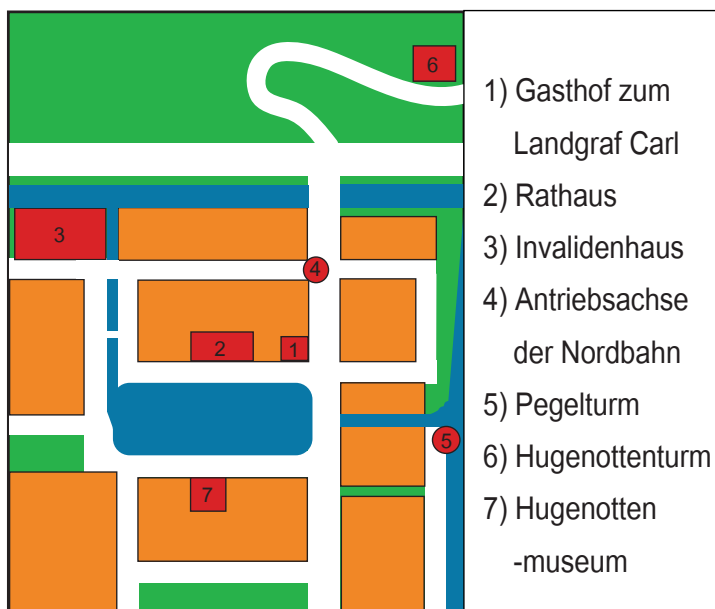 6
3
4
2
1
5
7
1) Gasthof zum
Landgraf Carl
2) Rathaus
3) Invalidenhaus
4) Antriebsachse
der Nordbahn
5) Pegelturm
6) Hugenottenturm
7) Hugenotten
-museum